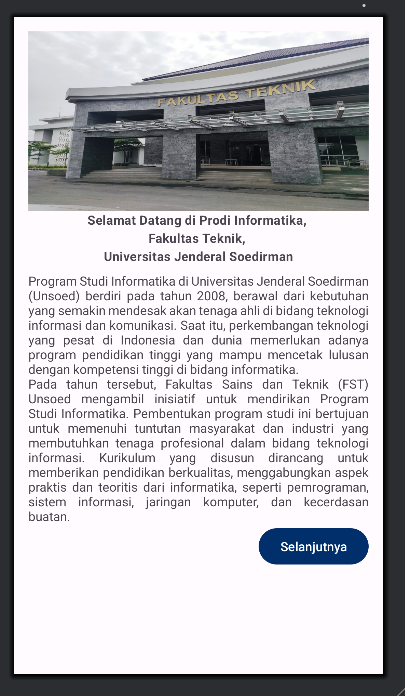 FAKULTAS TEKNIK
Selamat Datang di Prodi Informatika,
Fakultas Teknik,
Universitas Jenderal Soedirman
Program Studi Informatika di Universitas Jenderal Soedirman
(Unsoed) berdiri pada tahun 2008, berawal dari kebutuhan
yang semakin mendesak akan tenaga ahli di bidang teknologi
informasi dan komunikasi. Saat itu, perkembangan teknologi
yang pesat di Indonesia dan dunia memerlukan adanya
program pendidikan tinggi yang mampu mencetak lulusan
dengan kompetensi tinggi di bidang informatika.
Pada tahun tersebut, Fakultas Sains dan Teknik (FST)
Unsoed mengambil inisiatif untuk mendirikan Program
Studi Informatika. Pembentukan program studi ini bertujuan
untuk memenuhi tuntutan masyarakat dan industri yang
membutuhkan tenaga profesional dalam bidang teknologi
informasi. Kurikulum yang disusun dirancang untuk
memberikan pendidikan berkualitas, menggabungkan aspek
praktis dan teoritis dari informatika, seperti pemrograman,
sistem informasi, jaringan komputer, dan kecerdasan
buatan.
Selanjutnya